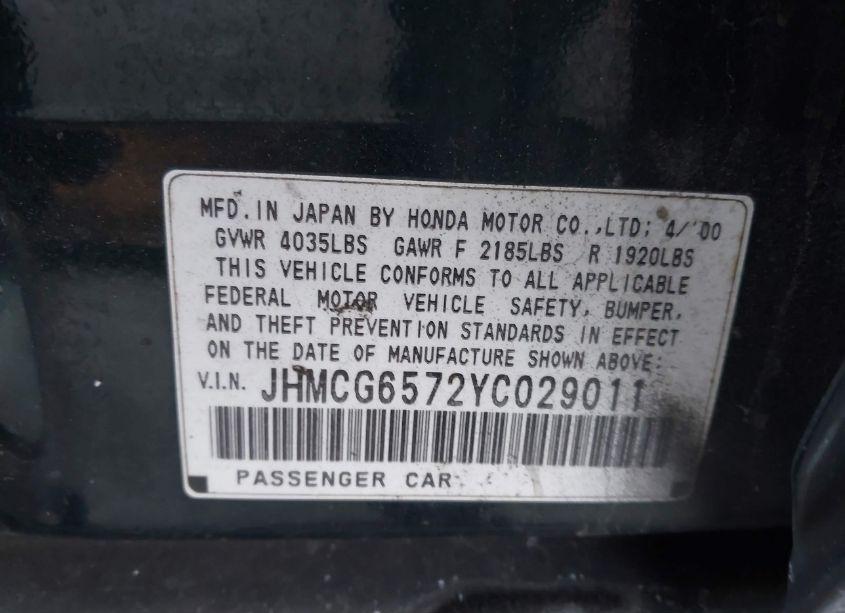 MFD. IN JAPAN BY HONDA MOTOR CO.,LTD; 4/'00
GVWR 4035LBS GAWR F 2185LBS R 1920LBS
THIS VEHICLE CONFORMS TO ALL APPLICABLE
FEDERAL MOTOR VEHICLE SAFETY, BUMPER,
AND THEFT PREVENTION STANDARDS IN EFFECT
ON THE DATE OF MANUFACTURE SHOWN ABOVE:
V.I.N. JHMCG6572YC029011
PASSENGER CAR